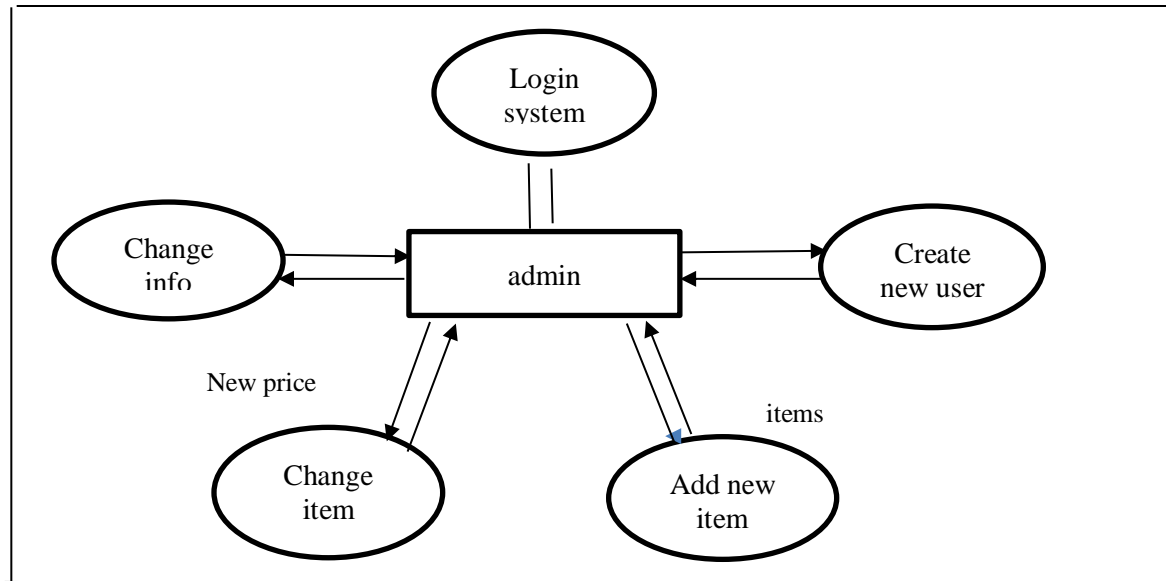 Login
system
Change
info
admin
Create
new user
New price
items
Change
item
Add new
item